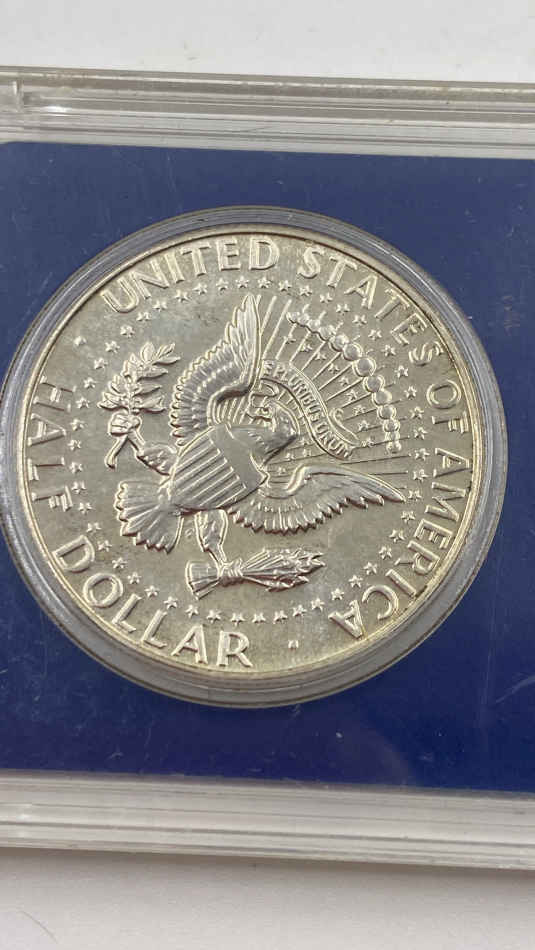 UNITED STATES OF AMERICA
E PLURIBUS UNUM
HALF DOLLAR